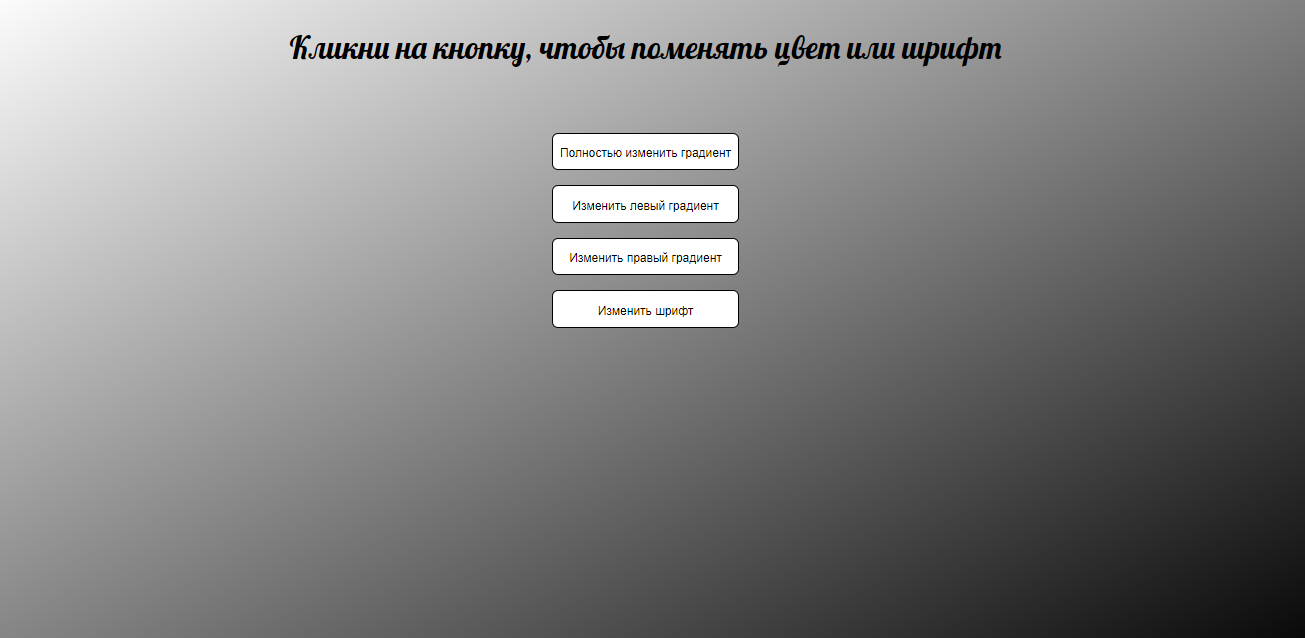 Кликни на кнопку, чтобы поменять цвет или шрифт
Полностью изменить градиент
Изменить левый градиент
Изменить правый градиент
Изменить шрифт